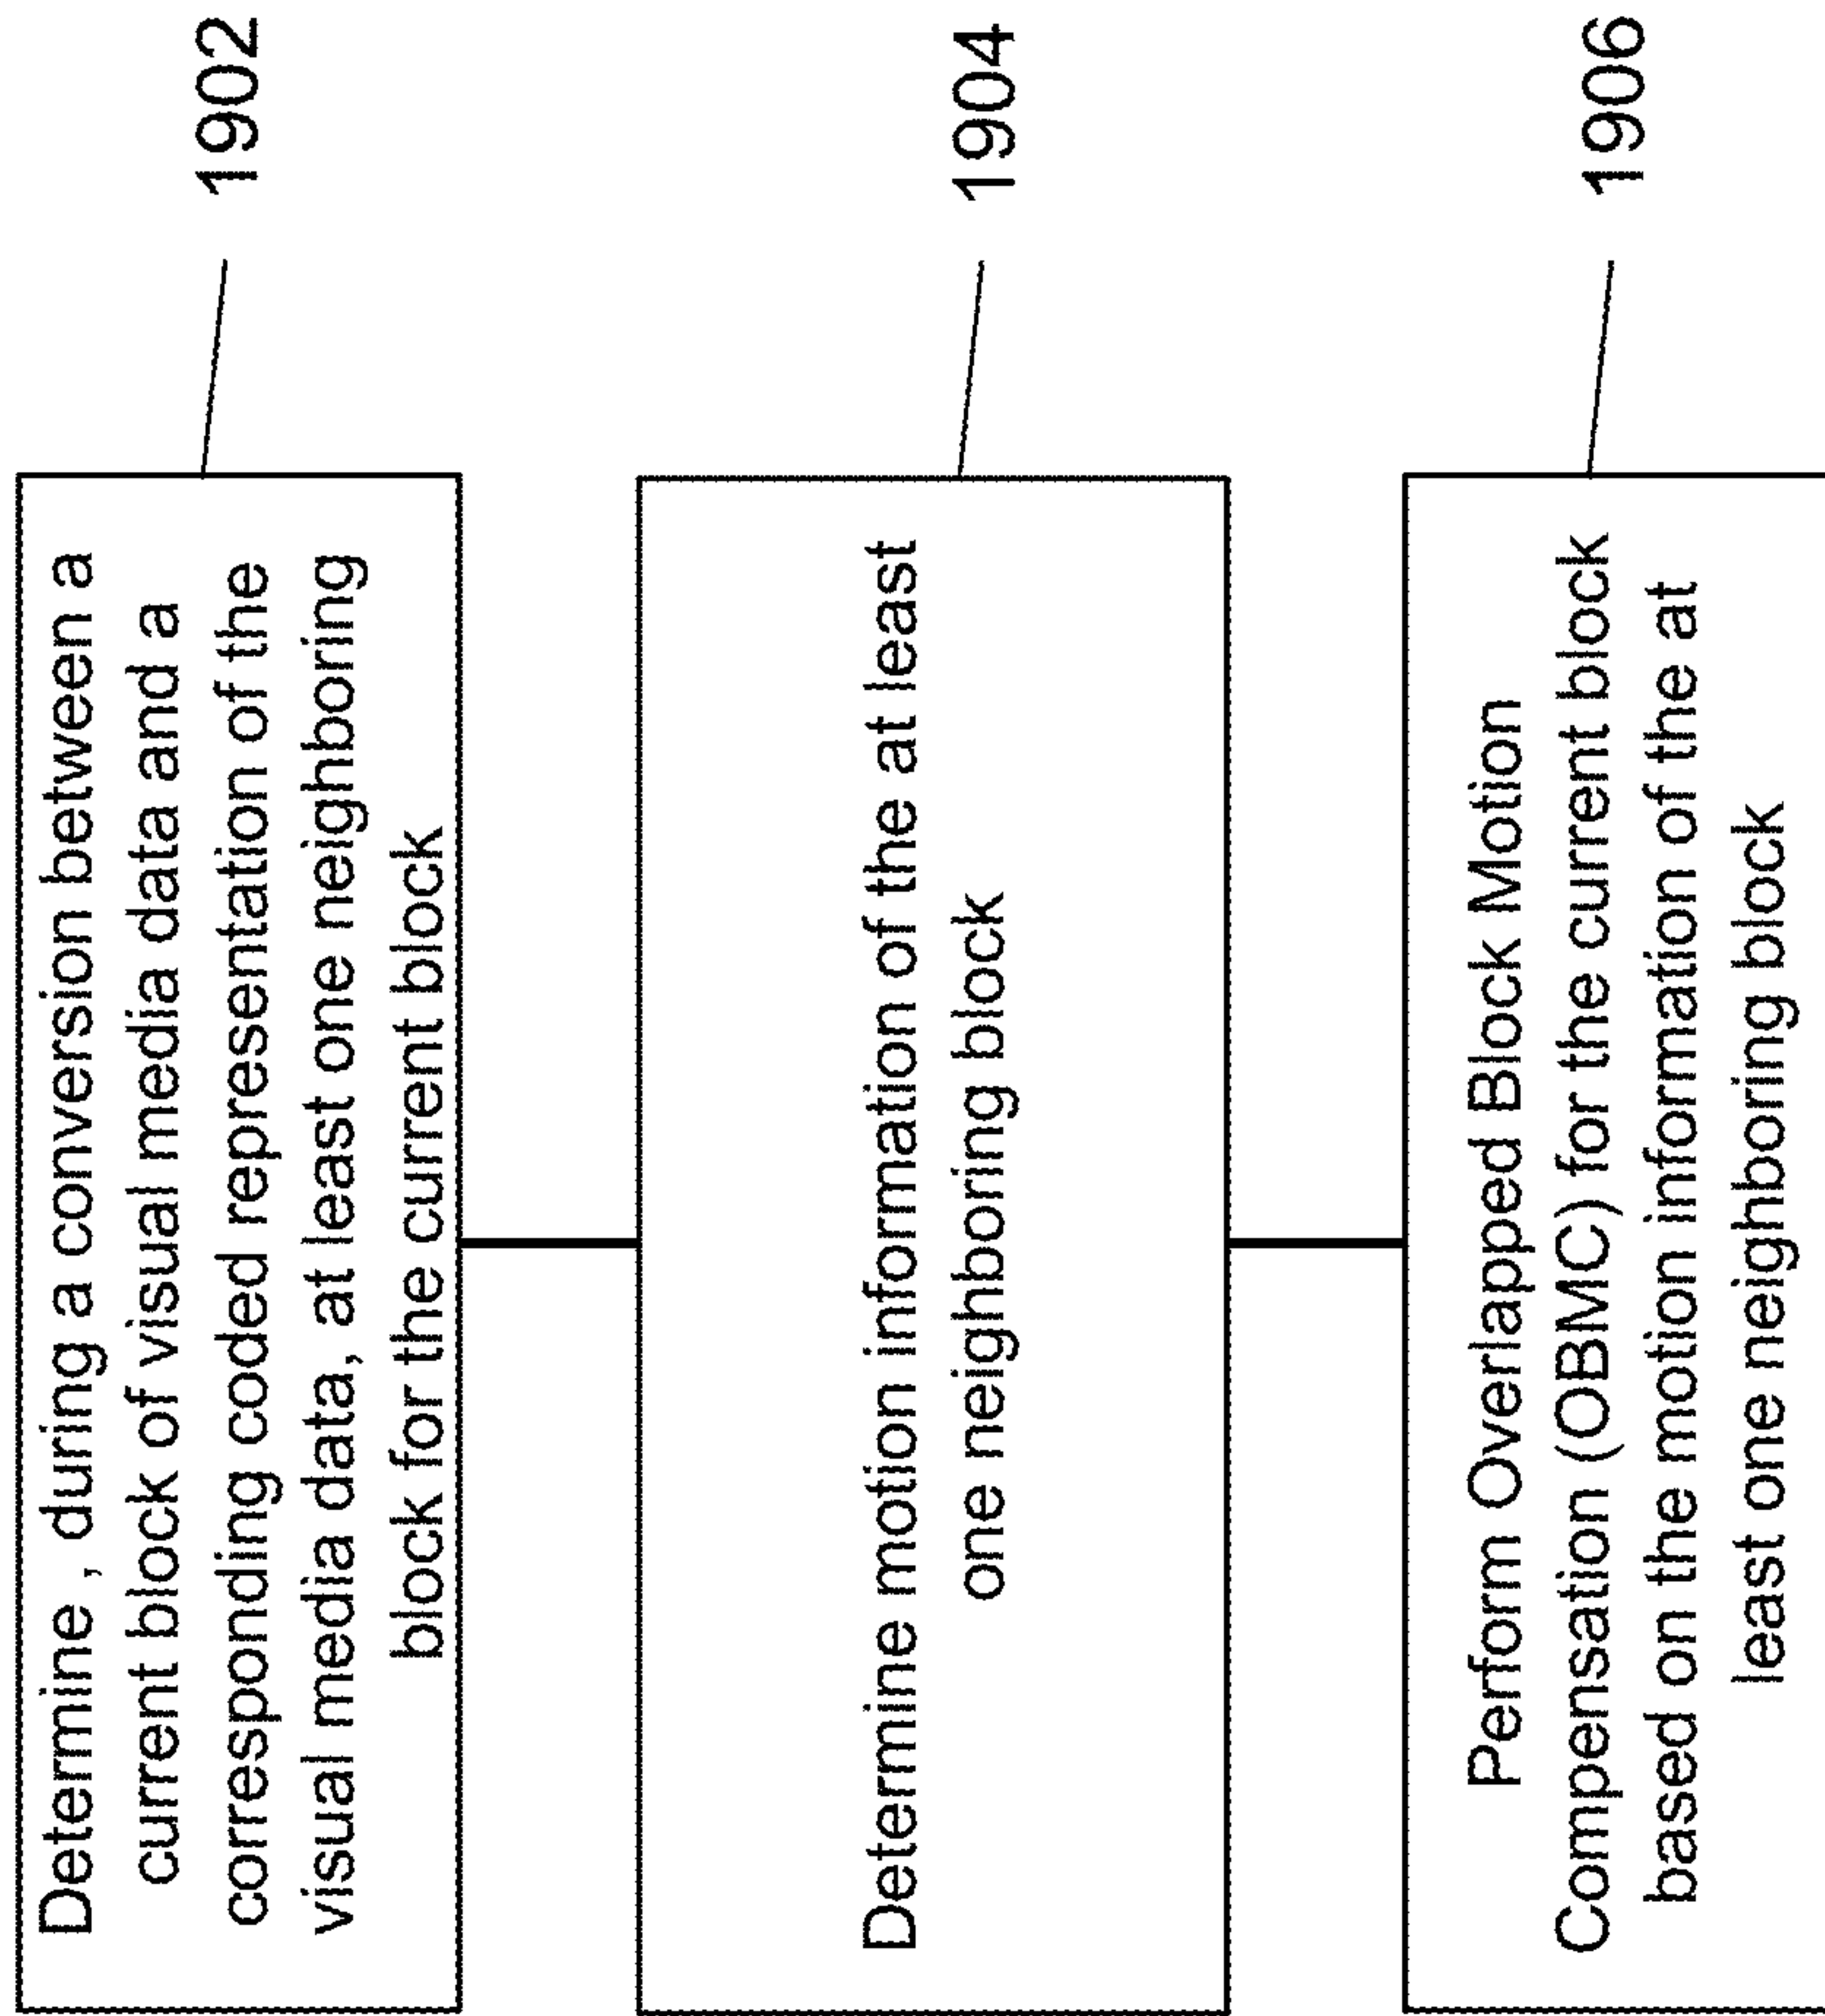 Determine , during a conversion between a
current block of visual media data and a
corresponding coded representation of the
visual media data, at least one neighboring
block for the current block
1902
Determine motion information of the at least
one neighboring block
1904
Perform Overlapped Block Motion
Compensation (OBMC) for the current block
based on the motion information of the at
least one neighboring block
1906